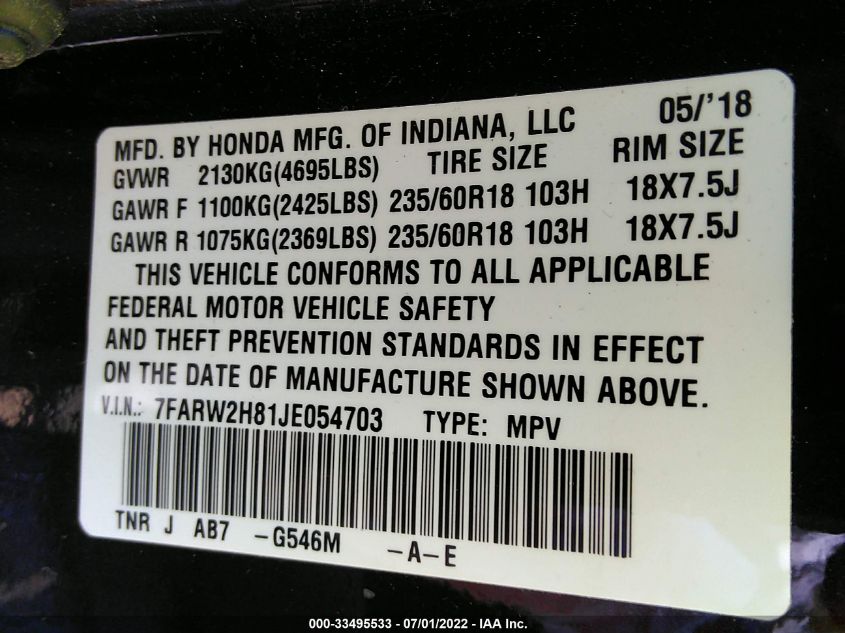 MFD. BY HONDA MFG. OF INDIANA, LLC 05/'18
GVWR 2130KG(4695LBS) TIRE SIZE RIM SIZE
GAWR F 1100KG(2425LBS) 235/60R18 103H 18X7.5J
GAWR R 1075KG(2369LBS) 235/60R18 103H 18X7.5J
THIS VEHICLE CONFORMS TO ALL APPLICABLE
FEDERAL MOTOR VEHICLE SAFETY
AND THEFT PREVENTION STANDARDS IN EFFECT
ON THE DATE OF MANUFACTURE SHOWN ABOVE.
V.I.N.: 7FARW2H81JE054703 TYPE: MPV
TNR J AB7 -G546M -A-E
000-33495533 - 07/01/2022 - IAA Inc.